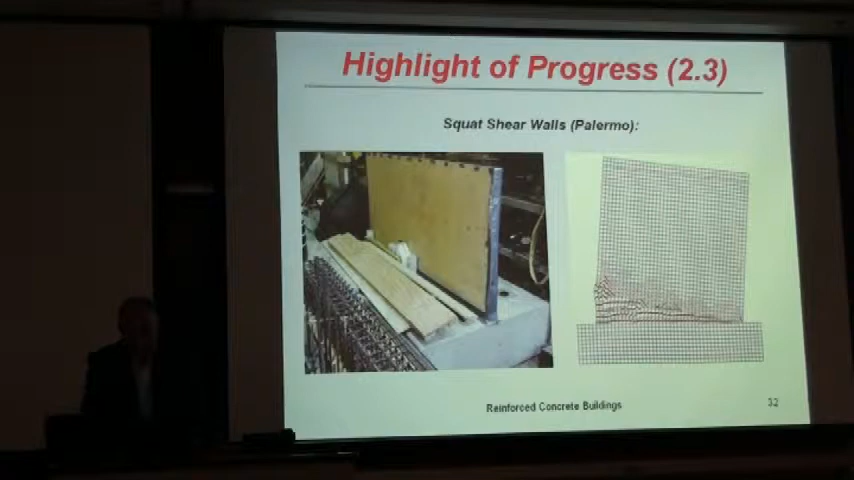 Highlight of Progress (2.3)
Squat Shear Walls (Palermo):
Reinforced Concrete Buildings
32